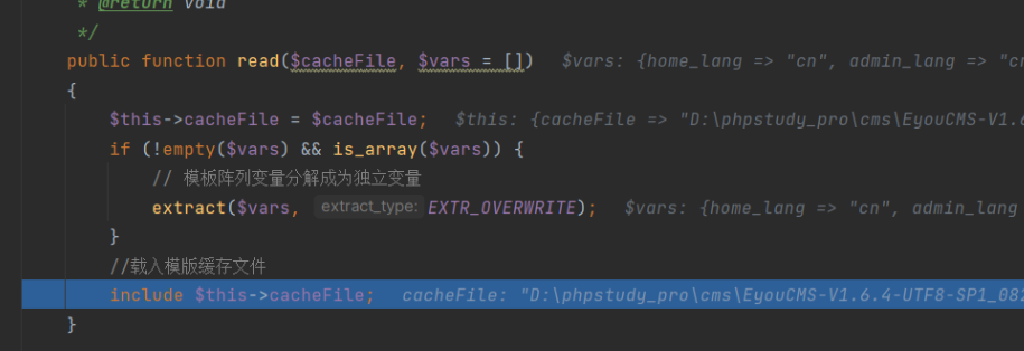 * @return void
*/
public function read($cacheFile, $vars = []) $vars: {home_lang => "cn", admin_lang => "cn
{
$this->cacheFile = $cacheFile; $this: {cacheFile => "D:\phpstudy_pro\cms\EyouCMS-V1.6
if (!empty($vars) && is_array($vars)) {
// 模板阵列变量分解成为独立变量
extract($vars, extract_type: EXTR_OVERWRITE); $vars: {home_lang => "cn", admin_lang
}
//载入模版缓存文件
include $this->cacheFile; cacheFile: "D:\phpstudy_pro\cms\EyouCMS-V1.6.4-UTF8-SP1_082
}